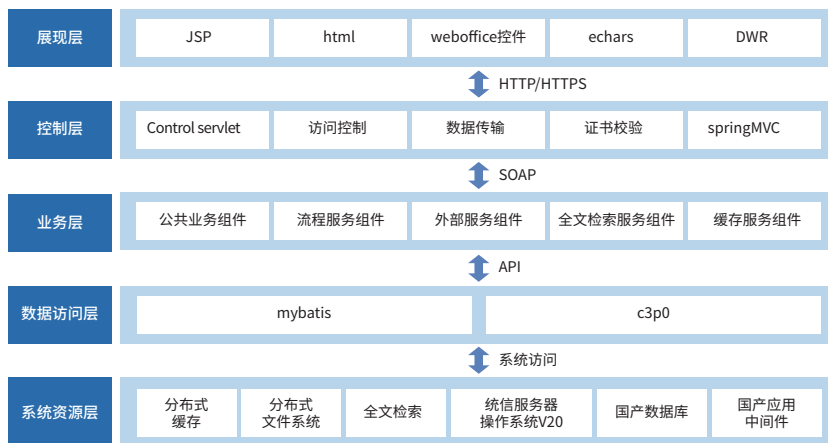 展现层
JSP
html
weboffice控件
echars
DWR
HTTP/HTTPS
控制层
Control servlet
访问控制
数据传输
证书校验
springMVC
SOAP
业务层
公共业务组件
流程服务组件
外部服务组件
全文检索服务组件
缓存服务组件
API
数据访问层
mybatis
c3p0
系统访问
系统资源层
分布式
缓存
分布式
文件系统
全文检索
统信服务器
操作系统V20
国产数据库
国产应用
中间件